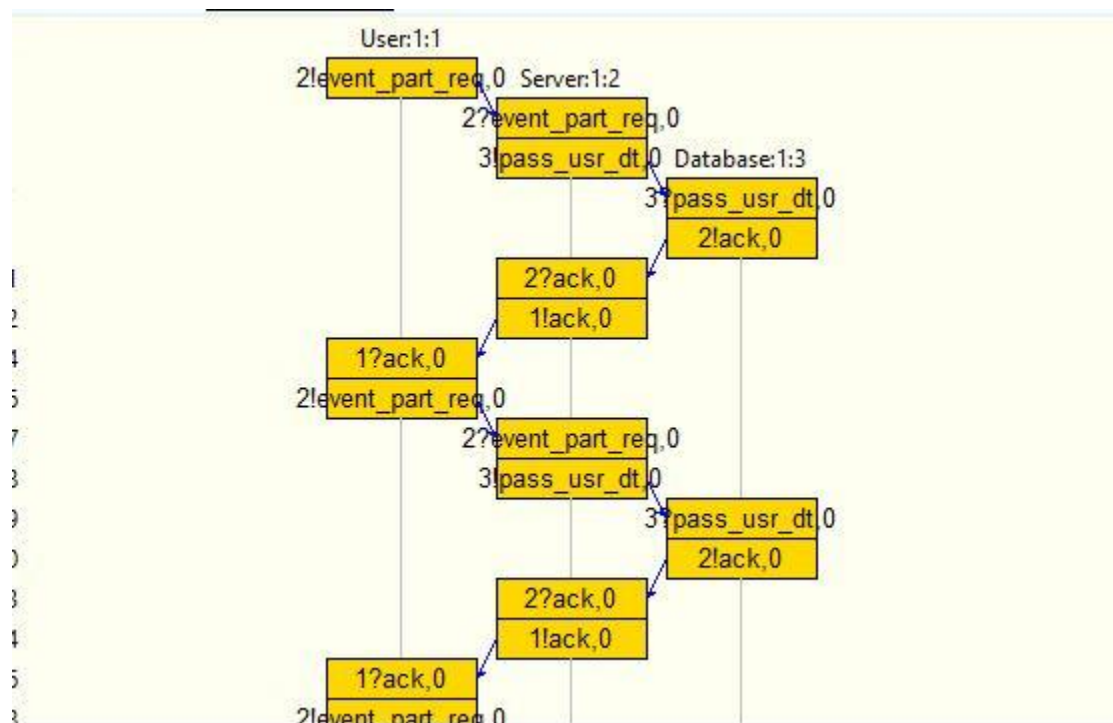 User:1:1
2!event_part_req,0 Server:1:2
2?event_part_req,0
3!pass_usr_dt,0 Database:1:3
3?pass_usr_dt,0
2!ack,0
2?ack,0
1!ack,0
1?ack,0
2!event_part_req,0
2?event_part_req,0
3!pass_usr_dt,0
3?pass_usr_dt,0
2!ack,0
2?ack,0
1!ack,0
1?ack,0
2!event_part_req,0